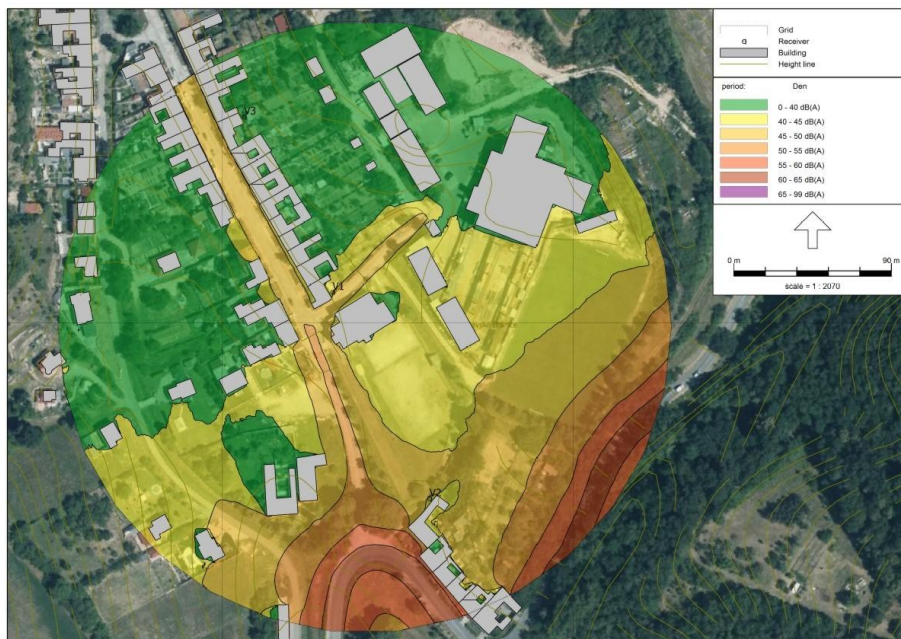 Grid
Receiver
Building
Height line
period: Den
0 - 40 dB(A)
40 - 45 dB(A)
45 - 50 dB(A)
50 - 55 dB(A)
55 - 60 dB(A)
60 - 65 dB(A)
65 - 99 dB(A)
0 m 90 m
scale = 1 : 2070
V3
V1
V2